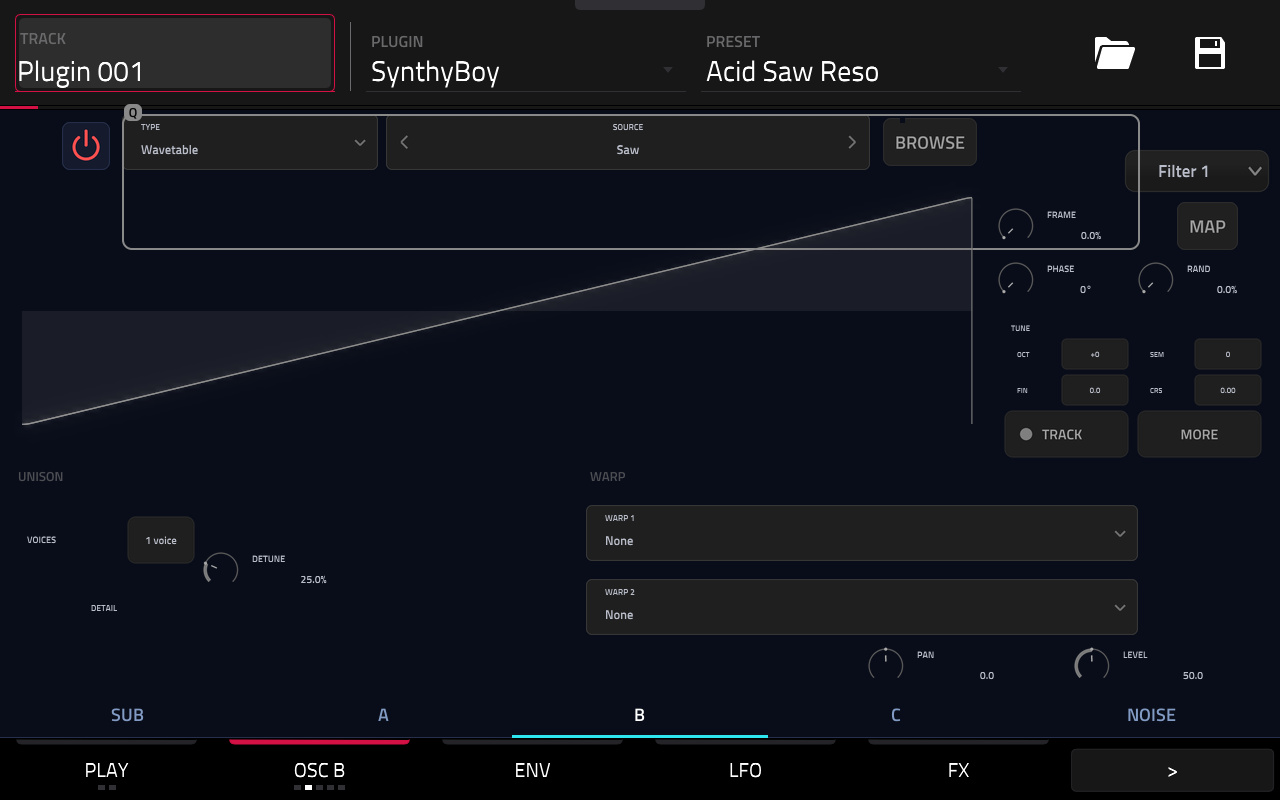 TRACK
Plugin 001
PLUGIN
SynthyBoy
PRESET
Acid Saw Reso
Q
TYPE
Wavetable
SOURCE
Saw
BROWSE
Filter 1
MAP
FRAME
0.0%
PHASE
0°
RAND
0.0%
TUNE
OCT
+0
SEM
0
FIN
0.0
CRS
0.00
TRACK
MORE
UNISON
VOICES
1 voice
DETUNE
25.0%
DETAIL
WARP
WARP 1
None
WARP 2
None
PAN
0.0
LEVEL
50.0
SUB
A
B
C
NOISE
PLAY
OSC B
ENV
LFO
FX
>